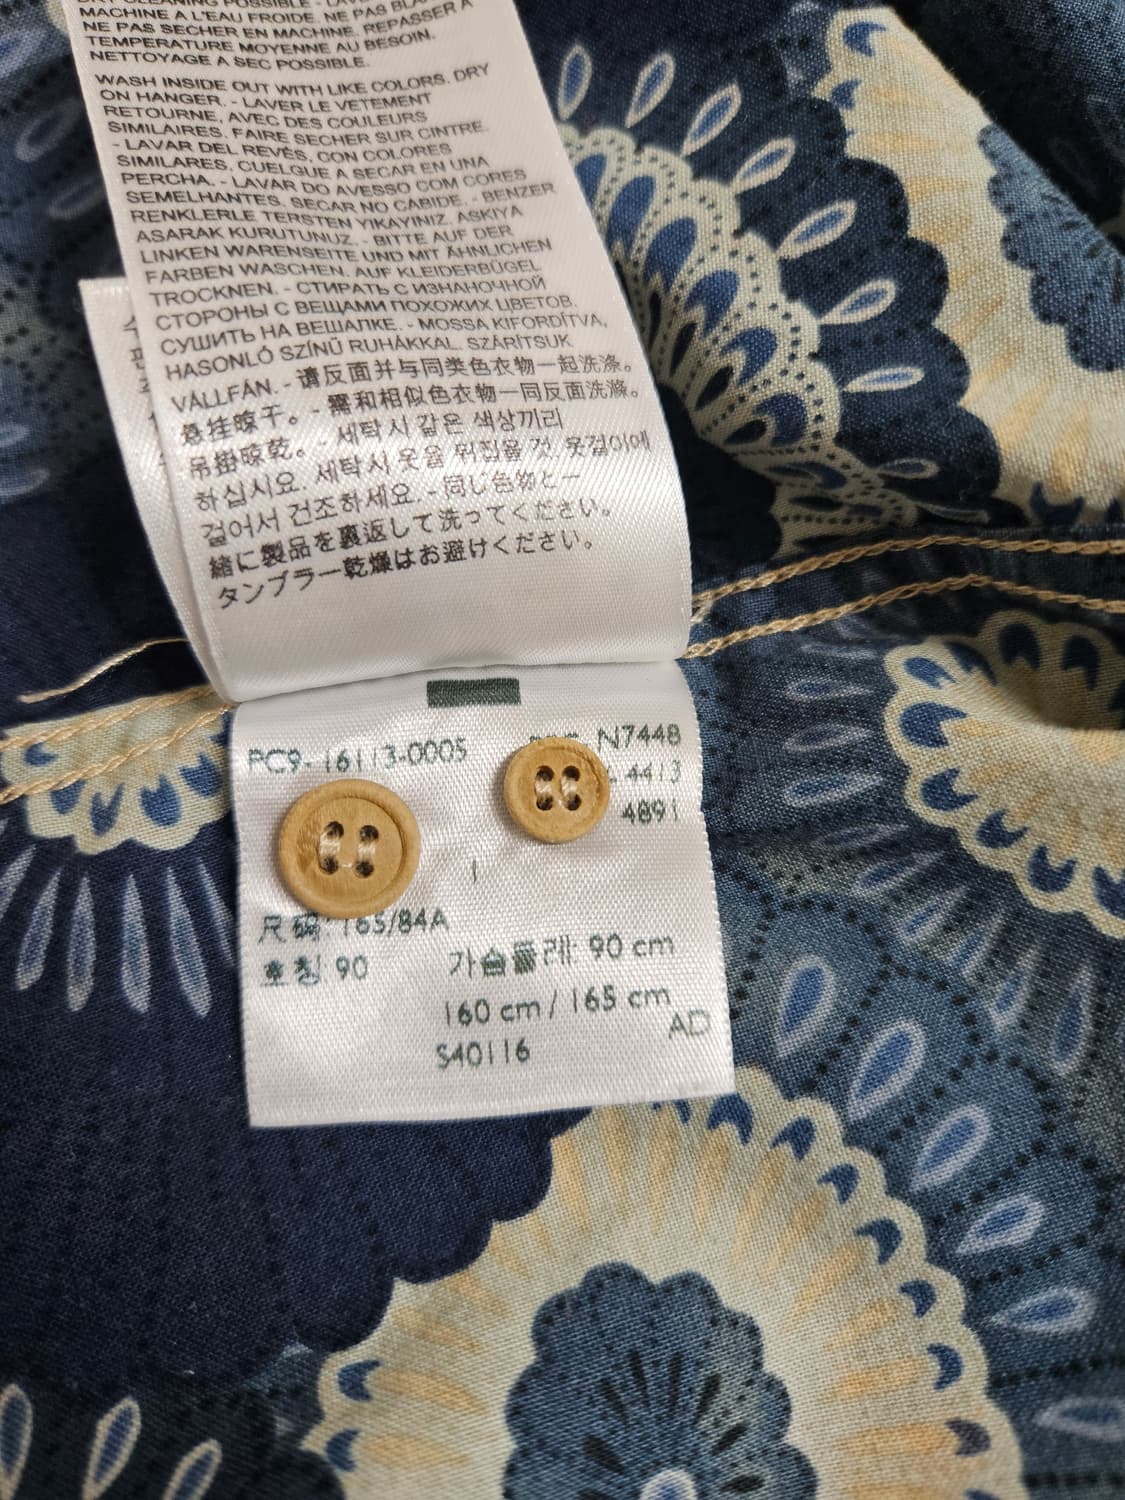 MACHINE A L'EAU FROIDE. NE PAS
NE PAS SECHER EN MACHINE. REPASSER A
TEMPERATURE MOYENNE AU BESOIN.
NETTOYAGE A SEC POSSIBLE.
WASH INSIDE OUT WITH LIKE COLORS. DRY
ON HANGER. - LAVER LE VETEMENT
RETOURNE, AVEC DES COULEURS
SIMILAIRES. FAIRE SECHER SUR CINTRE.
- LAVAR DEL REVÉS, CON COLORES
SIMILARES. CUELGUE A SECAR EN UNA
PERCHA. - LAVAR DO AVESSO COM CORES
SEMELHANTES. SECAR NO CABIDE. - BENZER
RENKLERLE TERSTEN YIKAYINIZ. ASKIYA
ASARAK KURUTUNUZ. - BITTE AUF DER
LINKEN WARENSEITE UND MIT ÄHNLICHEN
FARBEN WASCHEN. AUF KLEIDERBÜGEL
TROCKNEN. - СТИРАТЬ С ИЗНАНОЧНОЙ
СТОРОНЫ С ВЕЩАМИ ПОХОЖИХ ЦВЕТОВ.
СУШИТЬ НА ВЕШАЛКЕ. - MOSSA KIFORDÍTVA,
HASONLÓ SZÍNŰ RUHÁKKAL. SZÁRÍTSUK
VÁLLFÁN. - 请反面并与同类色衣物一起洗涤。
悬挂晾干。 - 需和相似色衣物一同反面洗滌。
吊掛晾乾。 - 세탁시 같은 색상끼리
하십시요. 세탁시 옷을 뒤집을 것. 옷걸이에
걸어서 건조하세요. - 同じ色物と一
緒に製品を裏返して洗ってください。
タンブラー乾燥はお避けください。
PC9- 16113-0005
N7448
4413
4891
尺码: 165/84A
호칭: 90
가슴둘레: 90 cm
160 cm / 165 cm
AD
S40116